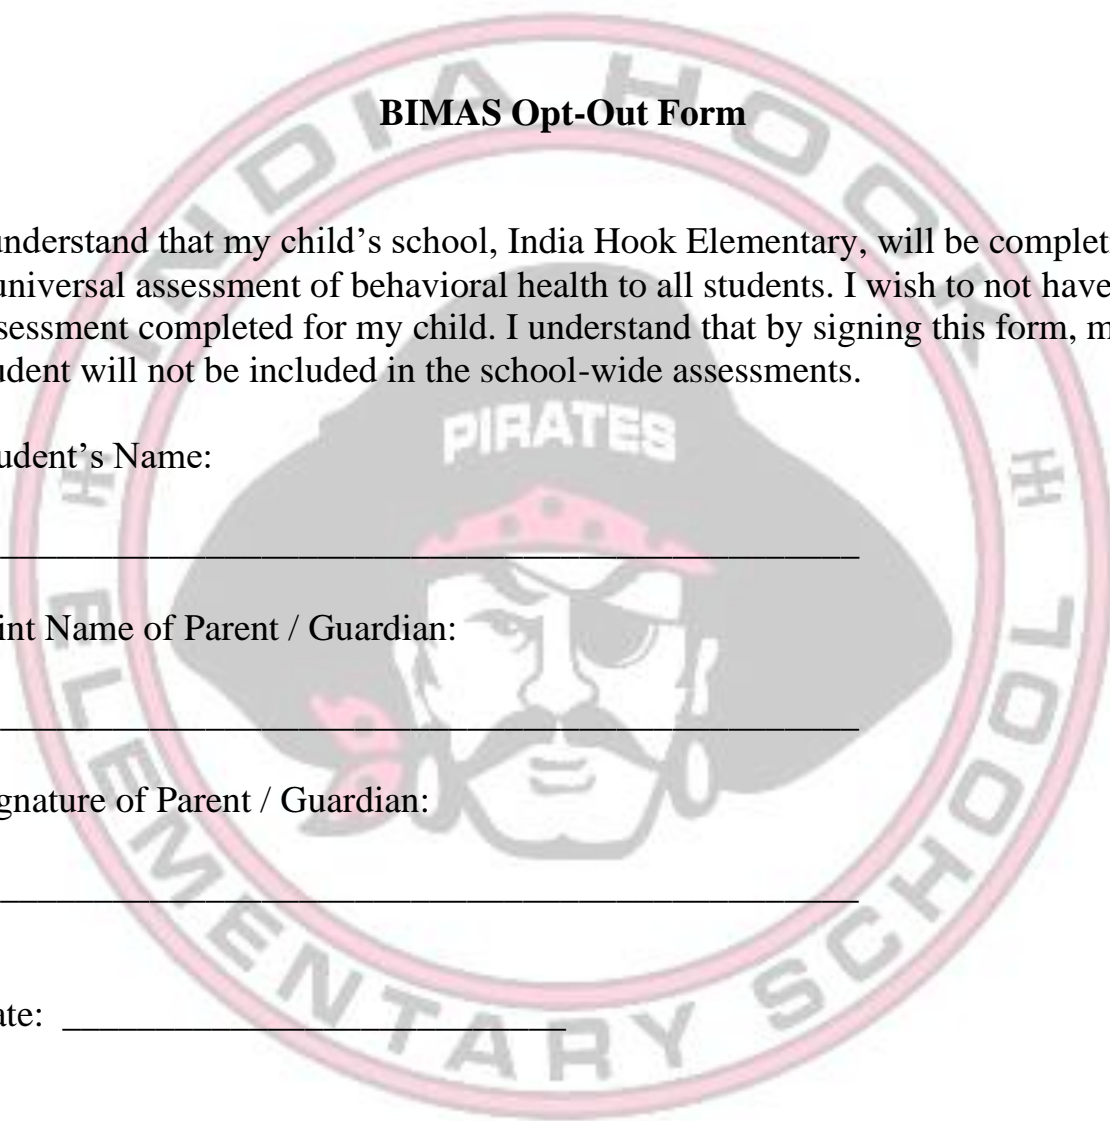 BIMAS Opt-Out Form
understand that my child’s school, India Hook Elementary, will be complet
universal assessment of behavioral health to all students. I wish to not have
sessment completed for my child. I understand that by signing this form, m
udent will not be included in the school-wide assessments.
udent’s Name:
int Name of Parent / Guardian:
gnature of Parent / Guardian:
ate: ___________________________
INDIA HOOK
PIRATES
ELEMENTARY SCHOOL